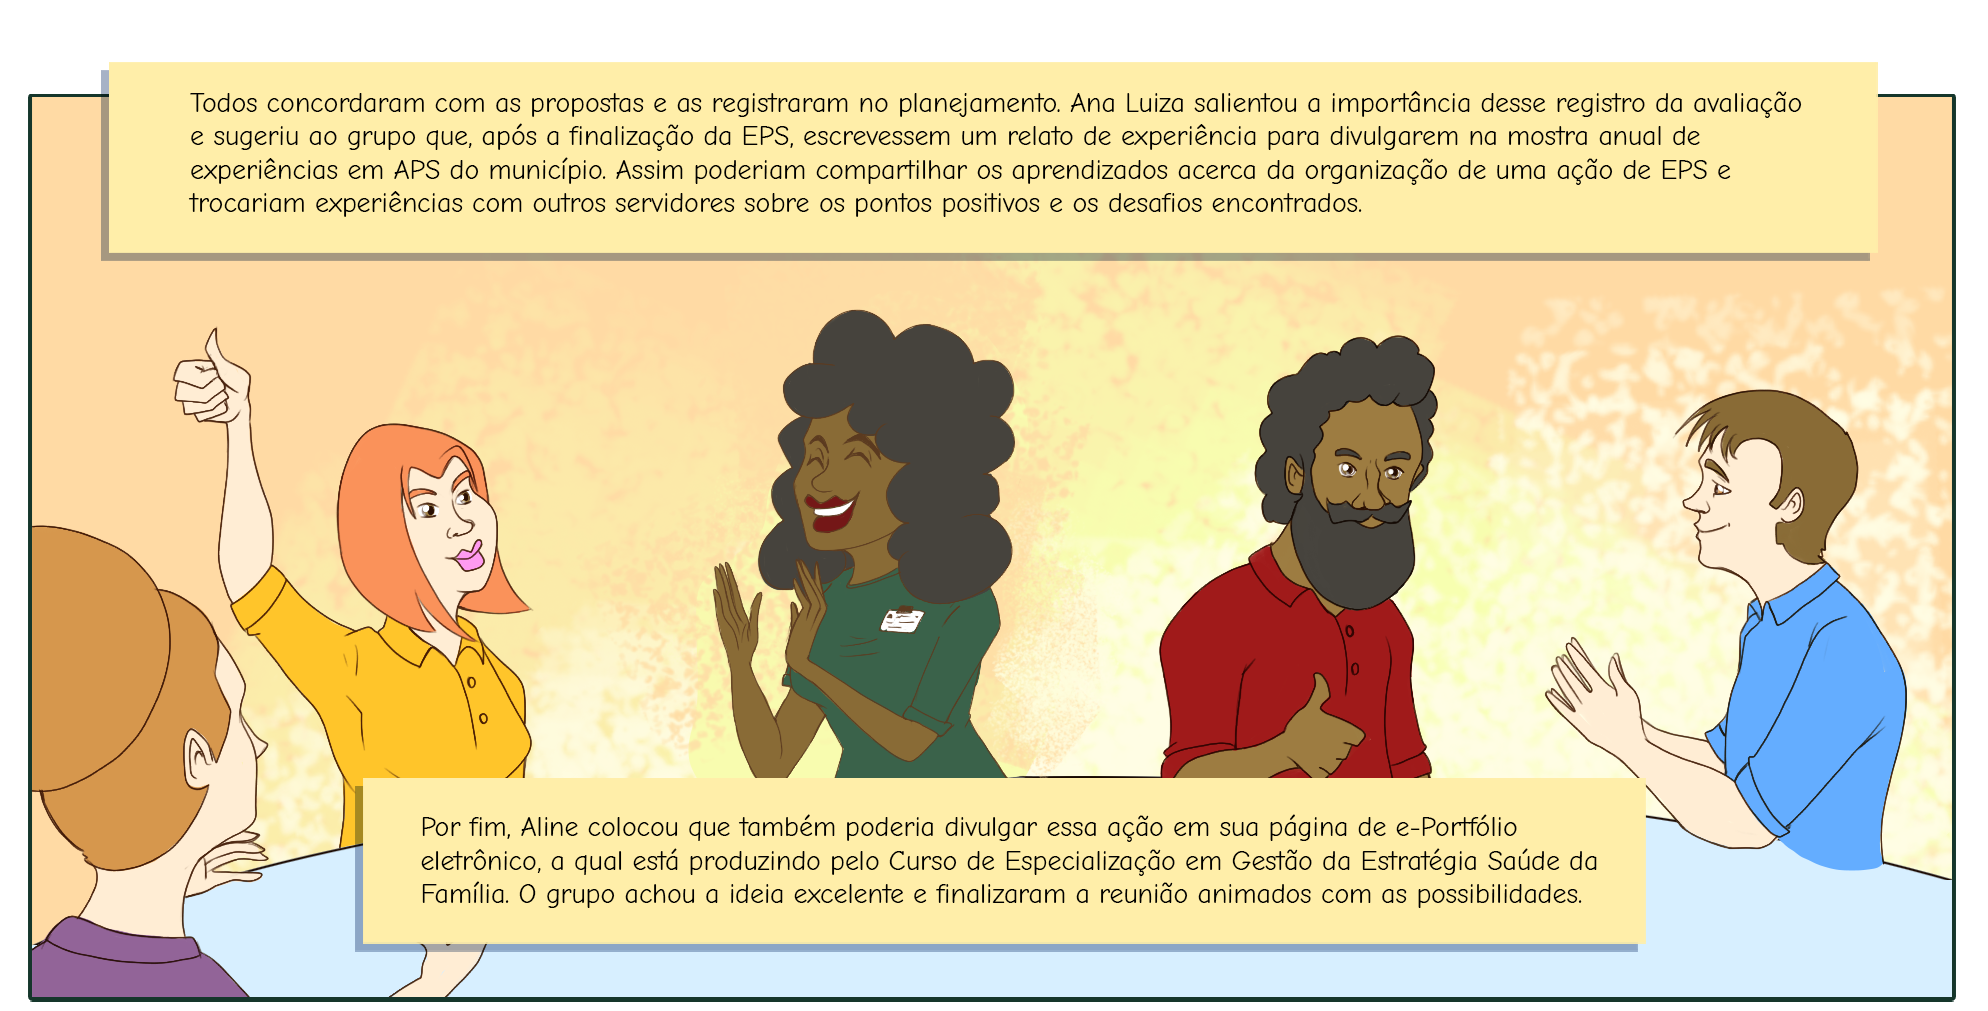 Todos concordaram com as propostas e as registraram no planejamento. Ana Luiza salientou a importância desse registro da avaliação
e sugeriu ao grupo que, após a finalização da EPS, escrevessem um relato de experiência para divulgarem na mostra anual de
experiências em APS do município. Assim poderiam compartilhar os aprendizados acerca da organização de uma ação de EPS e
trocariam experiências com outros servidores sobre os pontos positivos e os desafios encontrados.
Por fim, Aline colocou que também poderia divulgar essa ação em sua página de e-Portfólio
eletrônico, a qual está produzindo pelo Curso de Especialização em Gestão da Estratégia Saúde da
Família. O grupo achou a ideia excelente e finalizaram a reunião animados com as possibilidades.